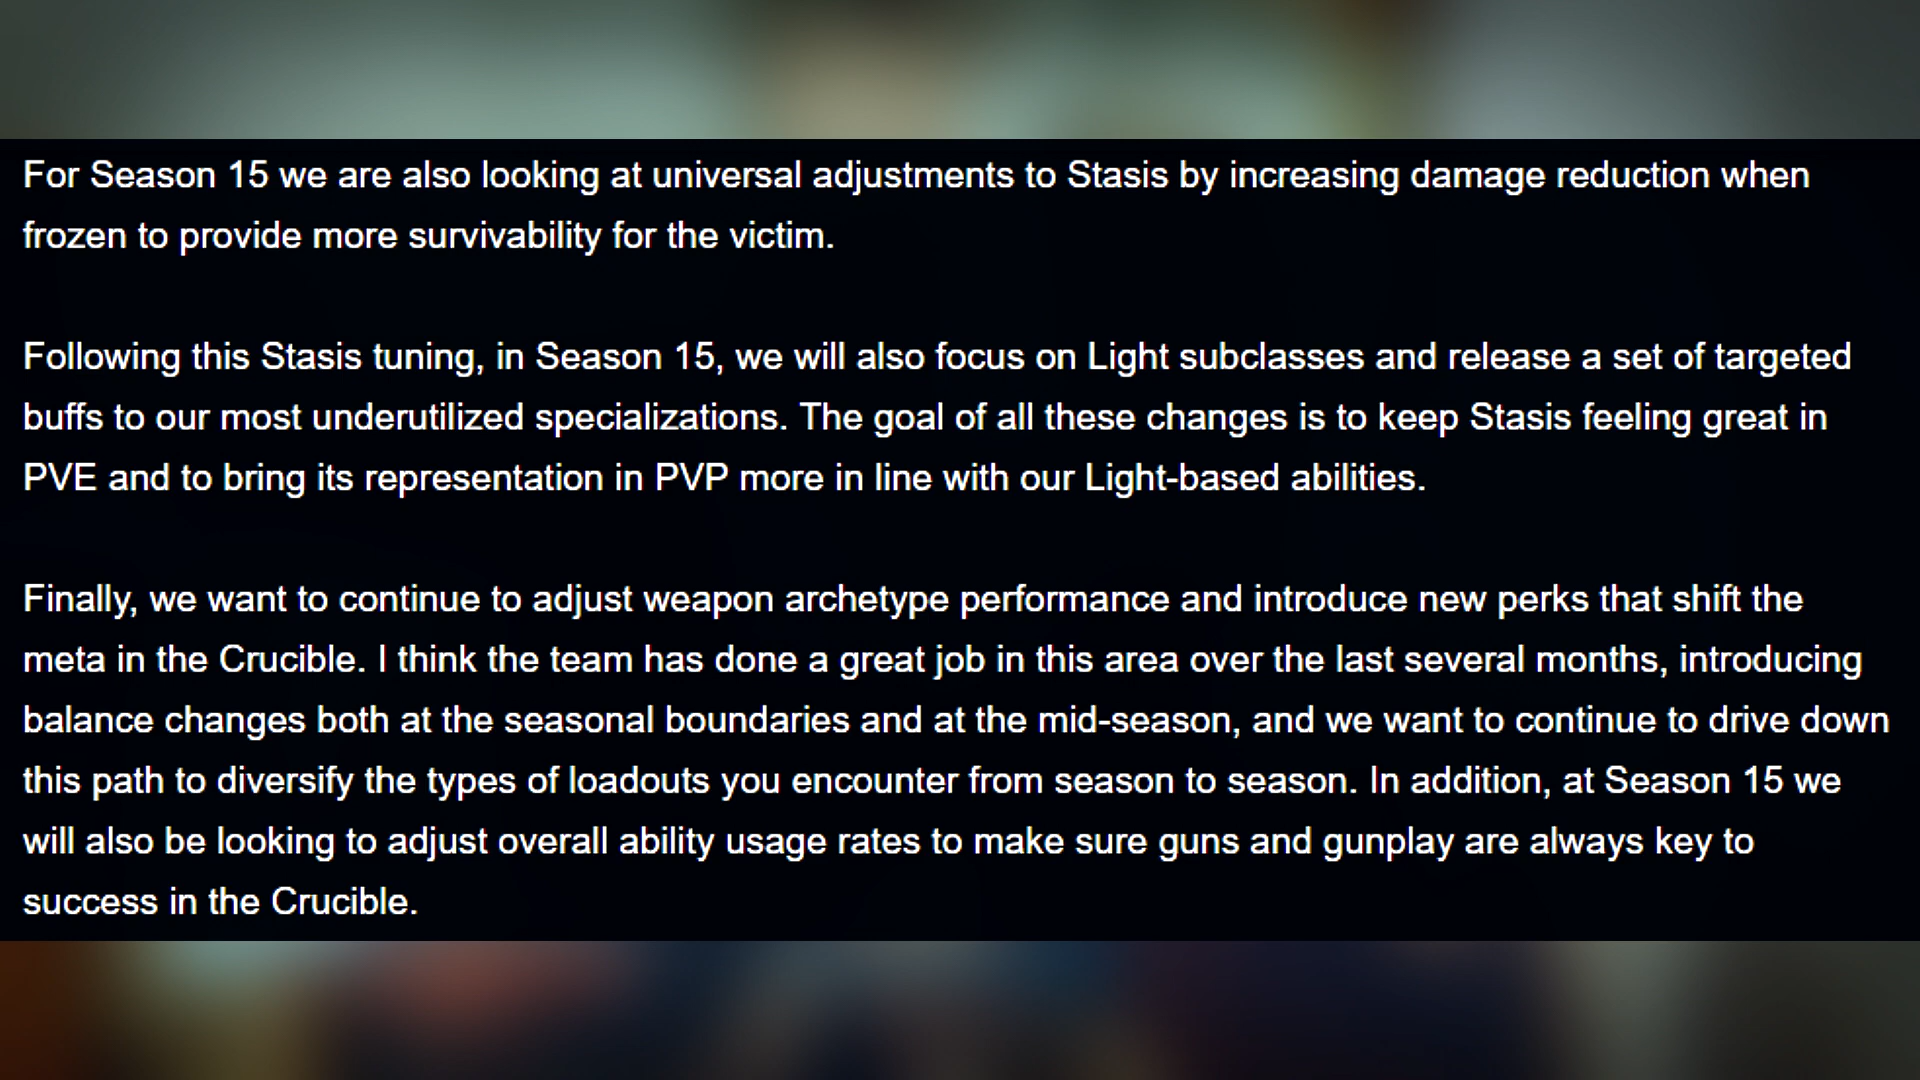 For Season 15 we are also looking at universal adjustments to Stasis by increasing damage reduction when
frozen to provide more survivability for the victim.
Following this Stasis tuning, in Season 15, we will also focus on Light subclasses and release a set of targeted
buffs to our most underutilized specializations. The goal of all these changes is to keep Stasis feeling great in
PVE and to bring its representation in PVP more in line with our Light-based abilities.
Finally, we want to continue to adjust weapon archetype performance and introduce new perks that shift the
meta in the Crucible. I think the team has done a great job in this area over the last several months, introducing
balance changes both at the seasonal boundaries and at the mid-season, and we want to continue to drive down
this path to diversify the types of loadouts you encounter from season to season. In addition, at Season 15 we
will also be looking to adjust overall ability usage rates to make sure guns and gunplay are always key to
success in the Crucible.